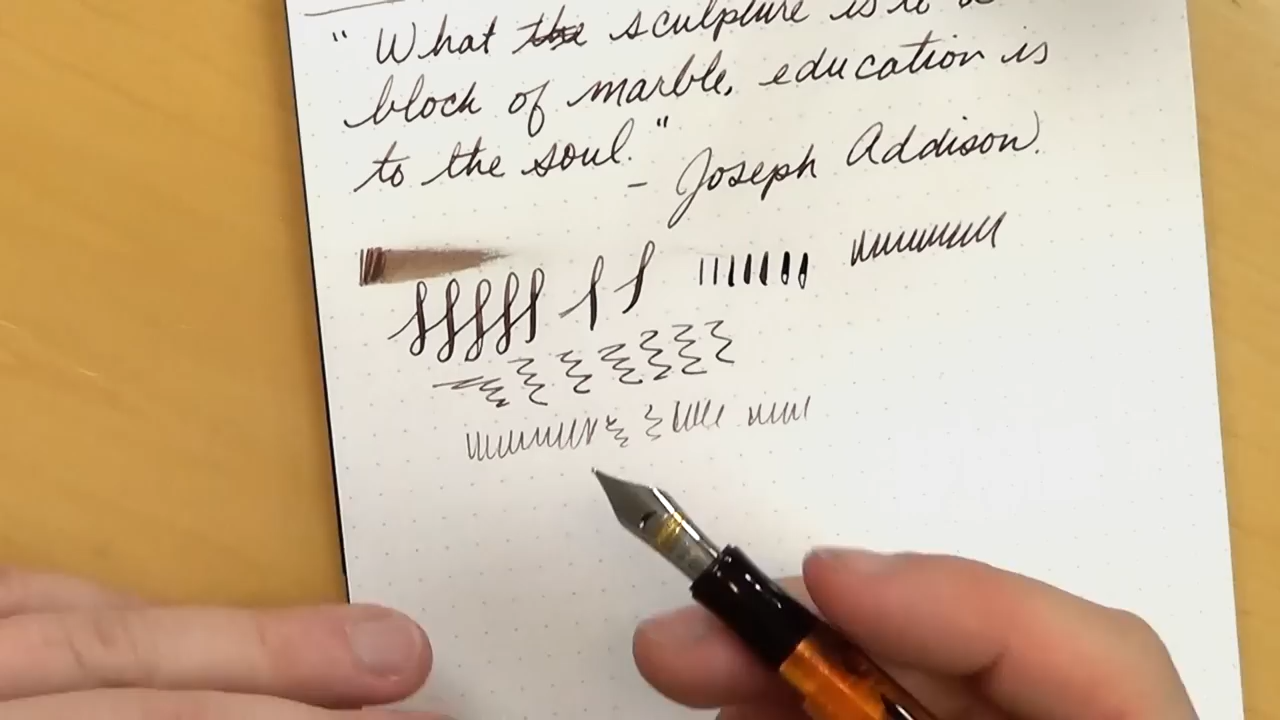 " What the sculpture is to a
block of marble, education is
to the soul."
- Joseph Addison.